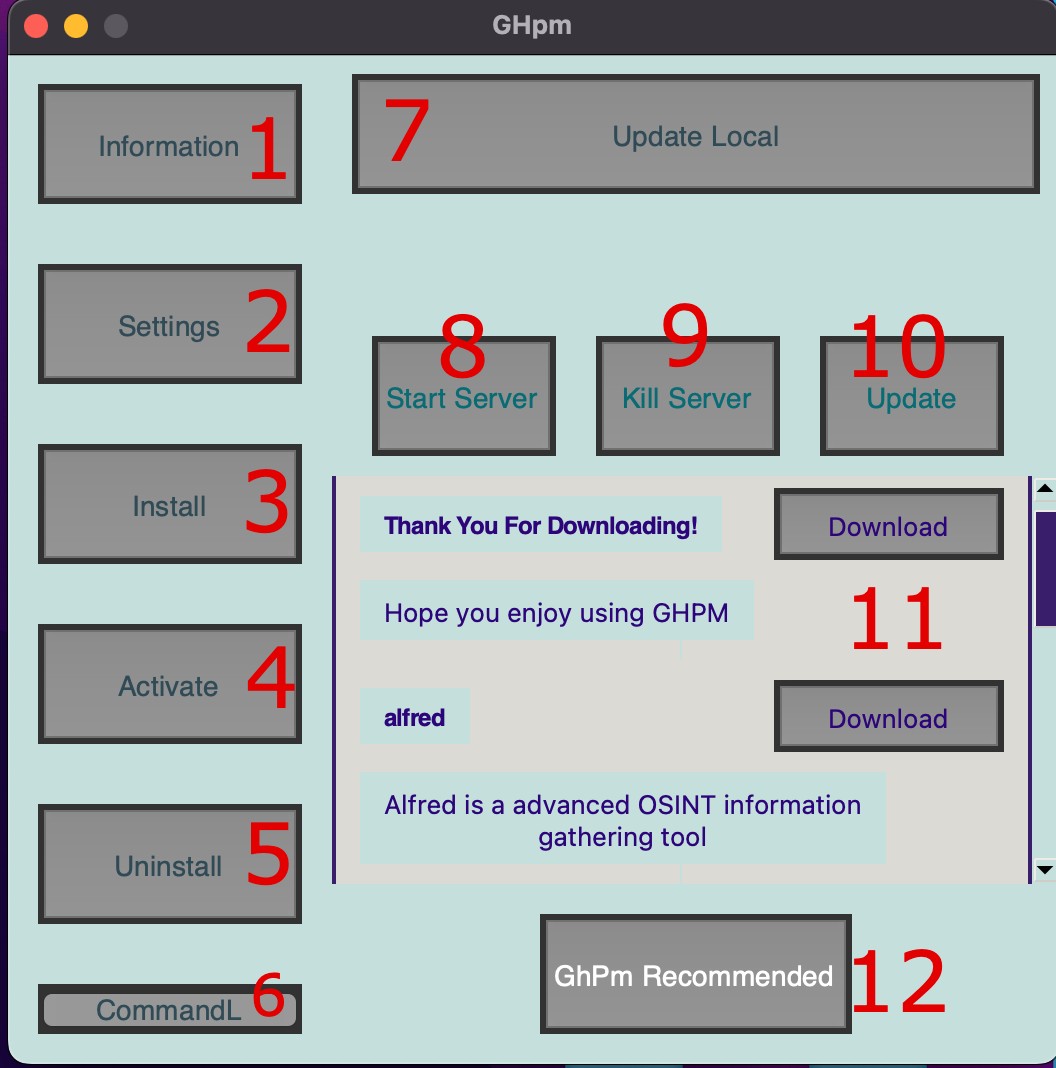 GHpm
Information 1
7 Update Local
Settings 2
8 9 10
Start Server Kill Server Update
Install 3
Thank You For Downloading! Download
Hope you enjoy using GHPM 11
Activate 4
alfred Download
Alfred is a advanced OSINT information
gathering tool
Uninstall 5
CommandL 6
GhPm Recommended 12